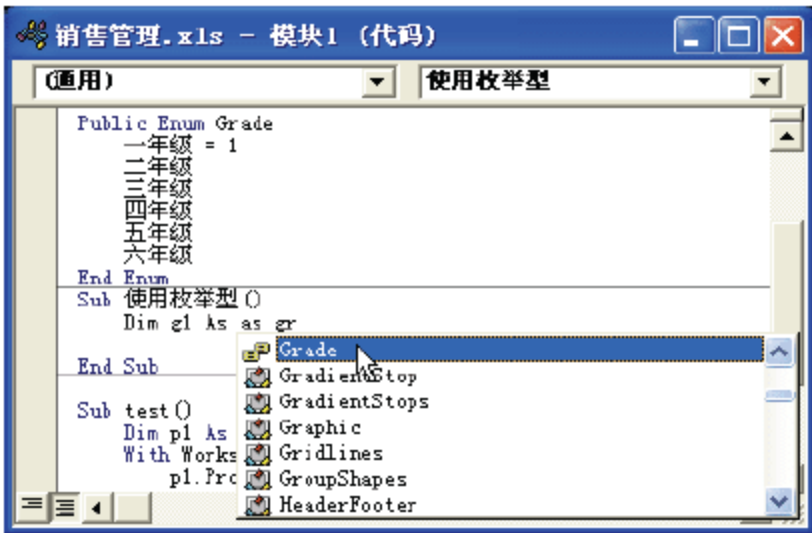 销售管理.xls - 模块1 (代码)
(通用)
使用枚举型
Public Enum Grade
一年级 = 1
二年级
三年级
四年级
五年级
六年级
End Enum
Sub 使用枚举型()
Dim g1 As as gr
Grade
End Sub
GradientStop
GradientStops
Sub test()
Graphic
Dim p1 As
With Works
Gridlines
p1.Pro
GroupShapes
HeaderFooter